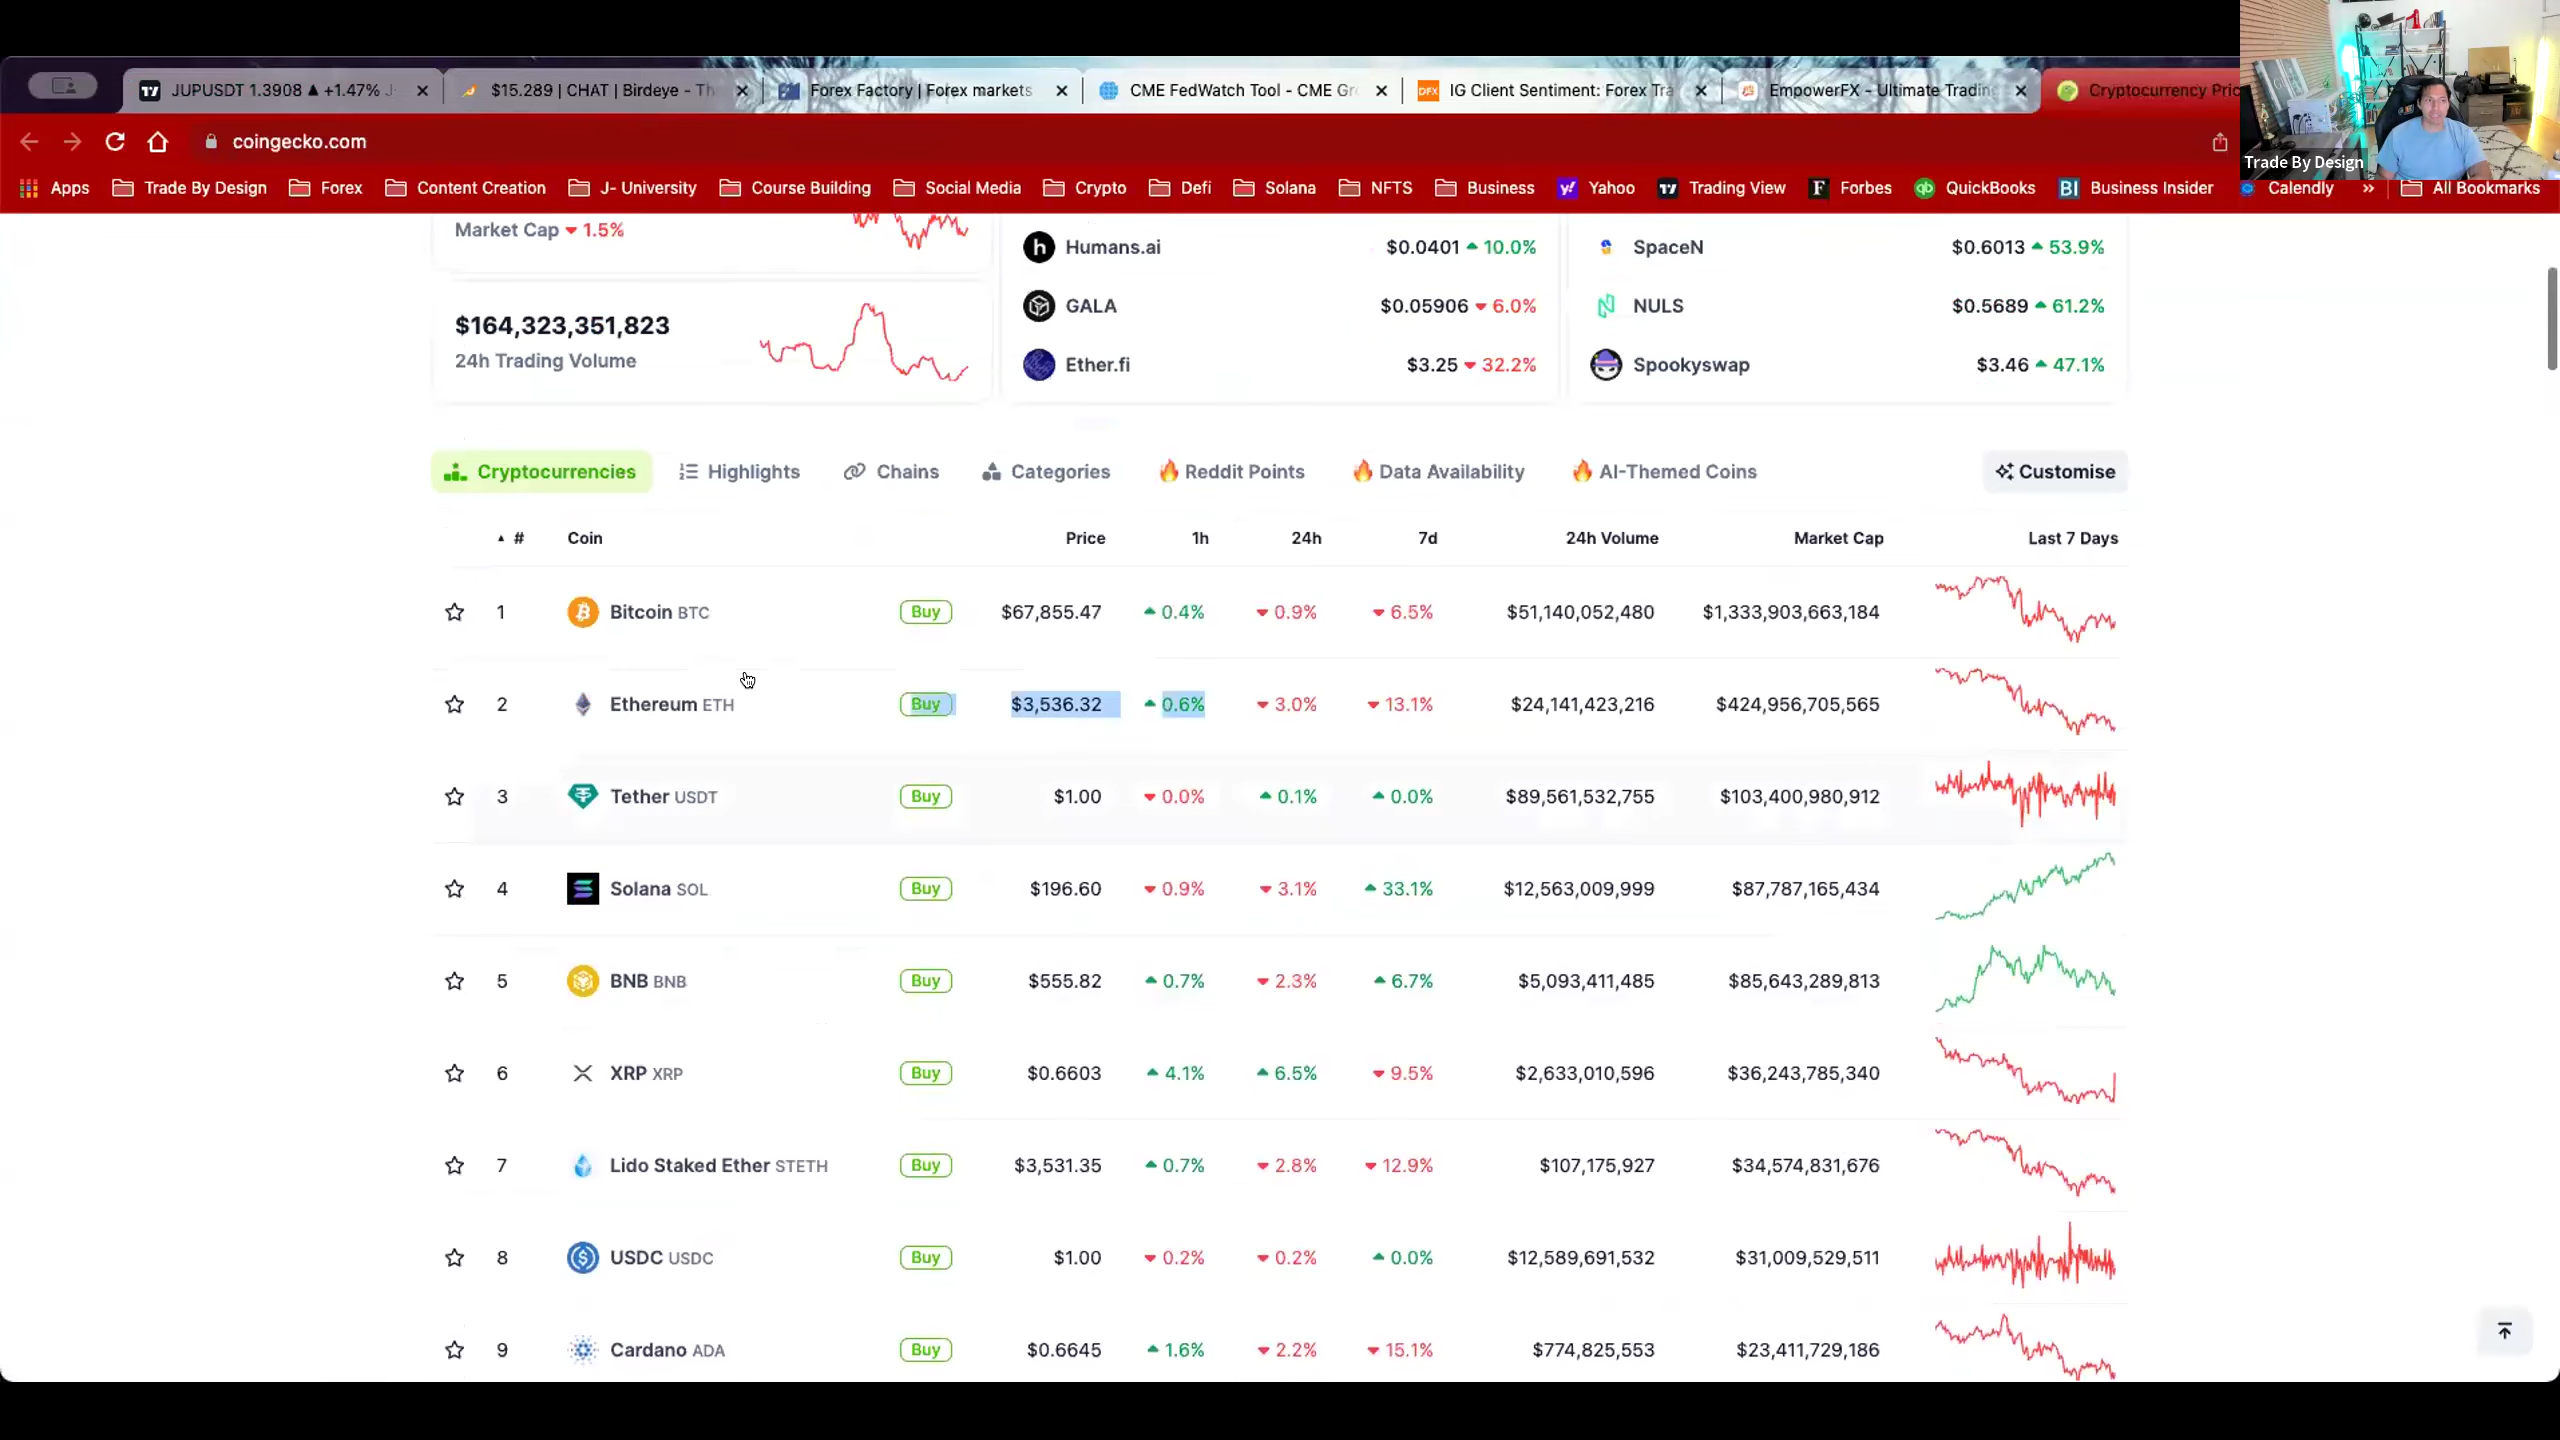 JUPUSDT 1.3908 ▲ +1.47% J
$15.289 | CHAT | Birdeye - Th
Forex Factory | Forex markets
CME FedWatch Tool - CME Gr
IG Client Sentiment: Forex Tra
EmpowerFX - Ultimate Trading
Cryptocurrency Pric
coingecko.com
Trade By Design
Apps Trade By Design Forex Content Creation J- University Course Building Social Media Crypto Defi Solana NFTS Business Yahoo Trading View Forbes QuickBooks Business Insider Calendly » All Bookmarks
Market Cap ▼ 1.5%
Humans.ai $0.0401 ▲ 10.0%
SpaceN $0.6013 ▲ 53.9%
$164,323,351,823
24h Trading Volume
GALA $0.05906 ▼ 6.0%
NULS $0.5689 ▲ 61.2%
Ether.fi $3.25 ▼ 32.2%
Spookyswap $3.46 ▲ 47.1%
Cryptocurrencies Highlights Chains Categories 🔥 Reddit Points 🔥 Data Availability 🔥 AI-Themed Coins Customise
▲ # Coin Price 1h 24h 7d 24h Volume Market Cap Last 7 Days
1 Bitcoin BTC Buy $67,855.47 ▲ 0.4% ▼ 0.9% ▼ 6.5% $51,140,052,480 $1,333,903,663,184
2 Ethereum ETH Buy $3,536.32 ▲ 0.6% ▼ 3.0% ▼ 13.1% $24,141,423,216 $424,956,705,565
3 Tether USDT Buy $1.00 ▼ 0.0% ▲ 0.1% ▲ 0.0% $89,561,532,755 $103,400,980,912
4 Solana SOL Buy $196.60 ▼ 0.9% ▼ 3.1% ▲ 33.1% $12,563,009,999 $87,787,165,434
5 BNB BNB Buy $555.82 ▲ 0.7% ▼ 2.3% ▲ 6.7% $5,093,411,485 $85,643,289,813
6 XRP XRP Buy $0.6603 ▲ 4.1% ▲ 6.5% ▼ 9.5% $2,633,010,596 $36,243,785,340
7 Lido Staked Ether STETH Buy $3,531.35 ▲ 0.7% ▼ 2.8% ▼ 12.9% $107,175,927 $34,574,831,676
8 USDC USDC Buy $1.00 ▼ 0.2% ▼ 0.2% ▲ 0.0% $12,589,691,532 $31,009,529,511
9 Cardano ADA Buy $0.6645 ▲ 1.6% ▼ 2.2% ▼ 15.1% $774,825,553 $23,411,729,186